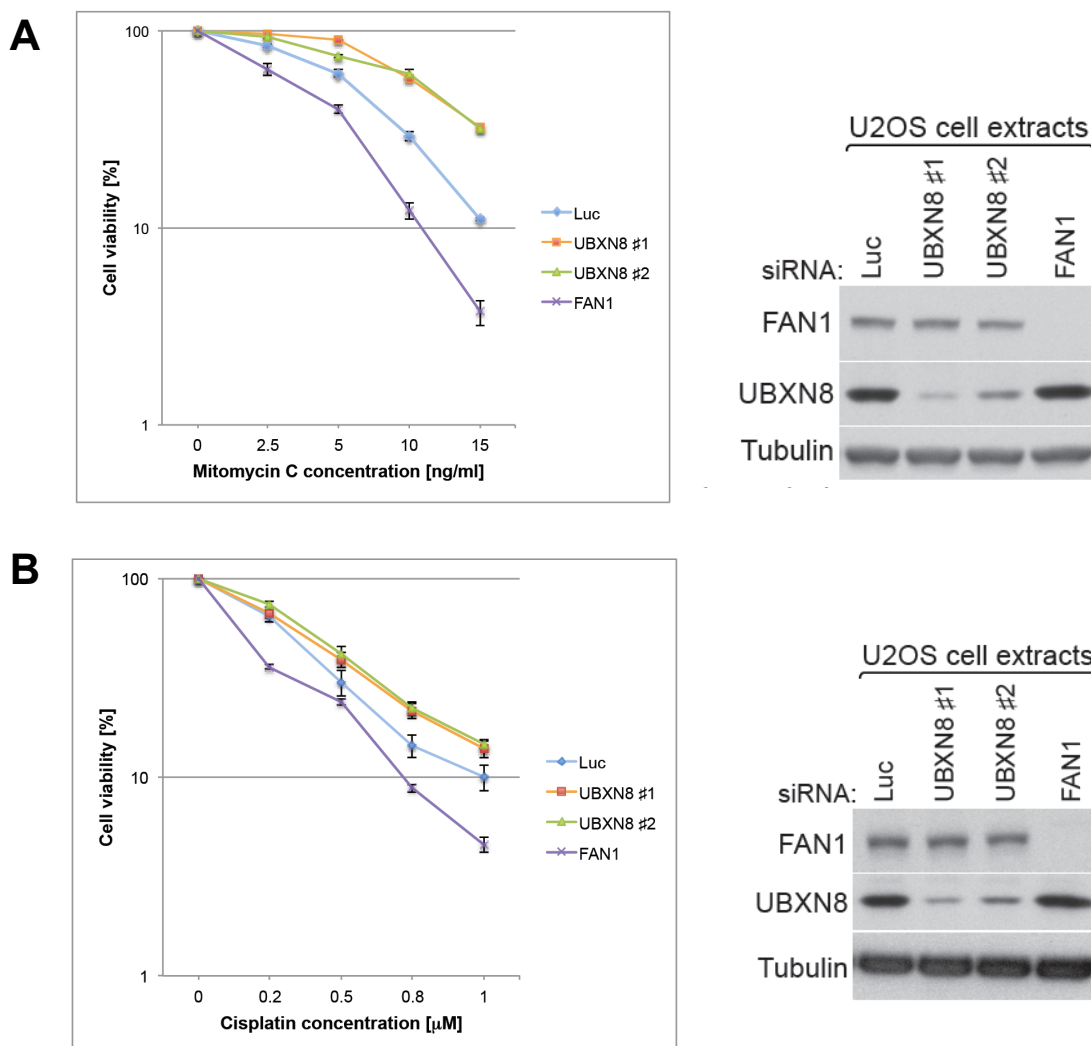 A
100
10
1
Cell viability [%]
0 2.5 5 10 15
Mitomycin C concentration [ng/ml]
Luc
UBXN8 ♯1
UBXN8 ♯2
FAN1
U2OS cell extracts
siRNA: Luc UBXN8 #1 UBXN8 #2 FAN1
FAN1
UBXN8
Tubulin
B
100
10
1
Cell viability [%]
0 0.2 0.5 0.8 1
Cisplatin concentration [μM]
Luc
UBXN8 ♯1
UBXN8 ♯2
FAN1
U2OS cell extracts
siRNA: Luc UBXN8 #1 UBXN8 #2 FAN1
FAN1
UBXN8
Tubulin